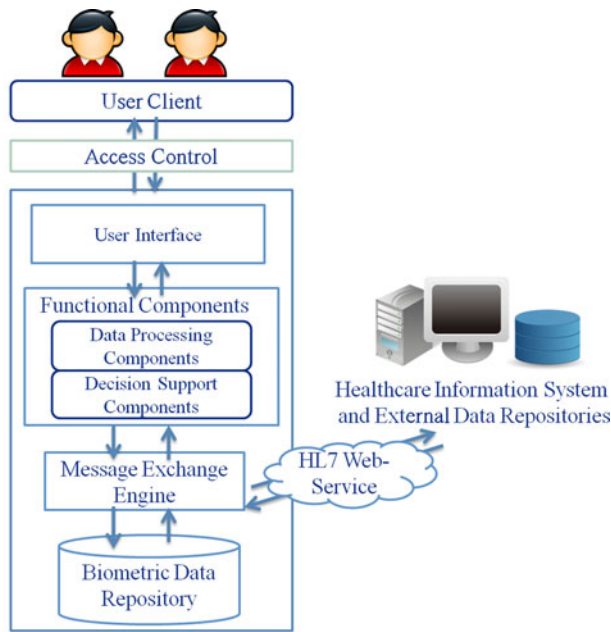 User Client
Access Control
User Interface
Functional Components
Data Processing
Components
Decision Support
Components
Message Exchange
Engine
Biometric Data
Repository
HL7 Web-
Service
Healthcare Information System
and External Data Repositories